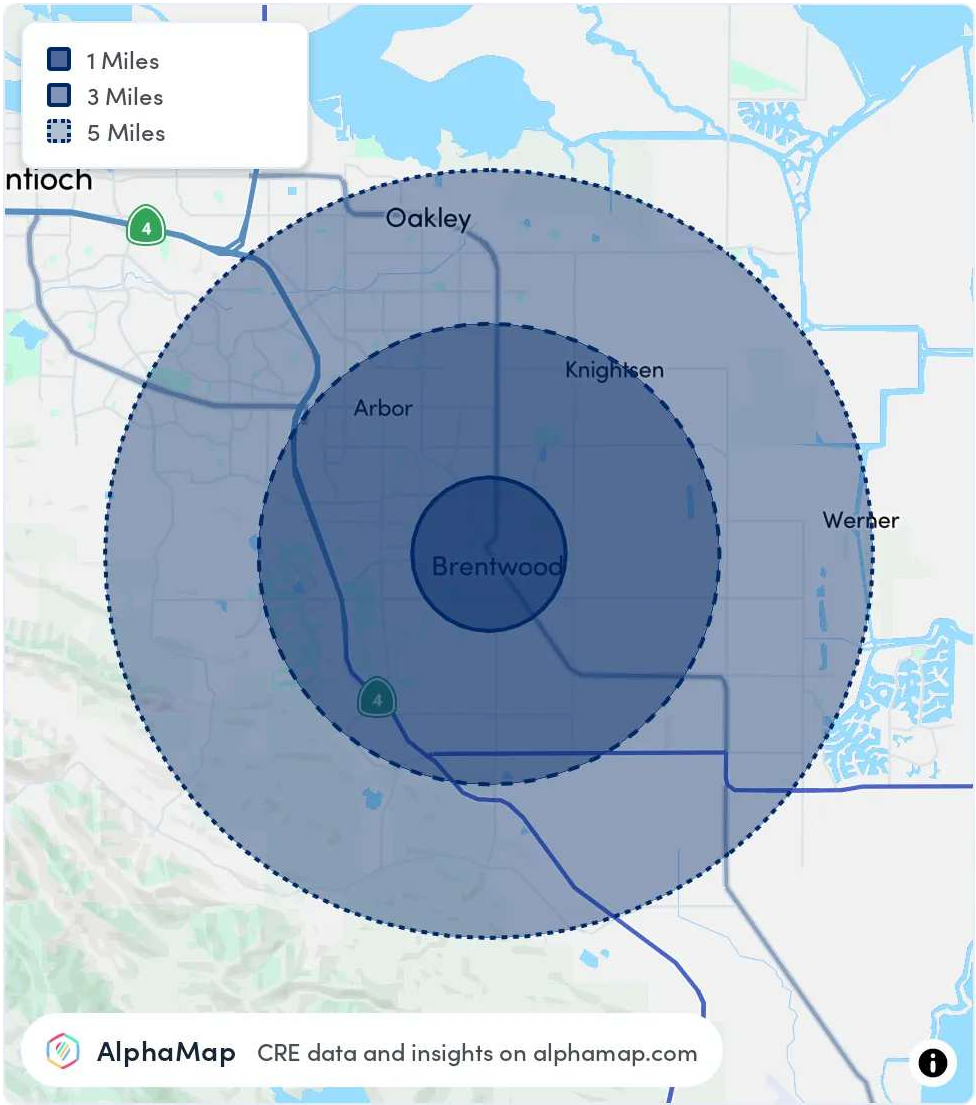 1 Miles
3 Miles
5 Miles
ntioch
4
Oakley
Knightsen
Arbor
Werner
Brentwood
4
AlphaMap CRE data and insights on alphamap.com